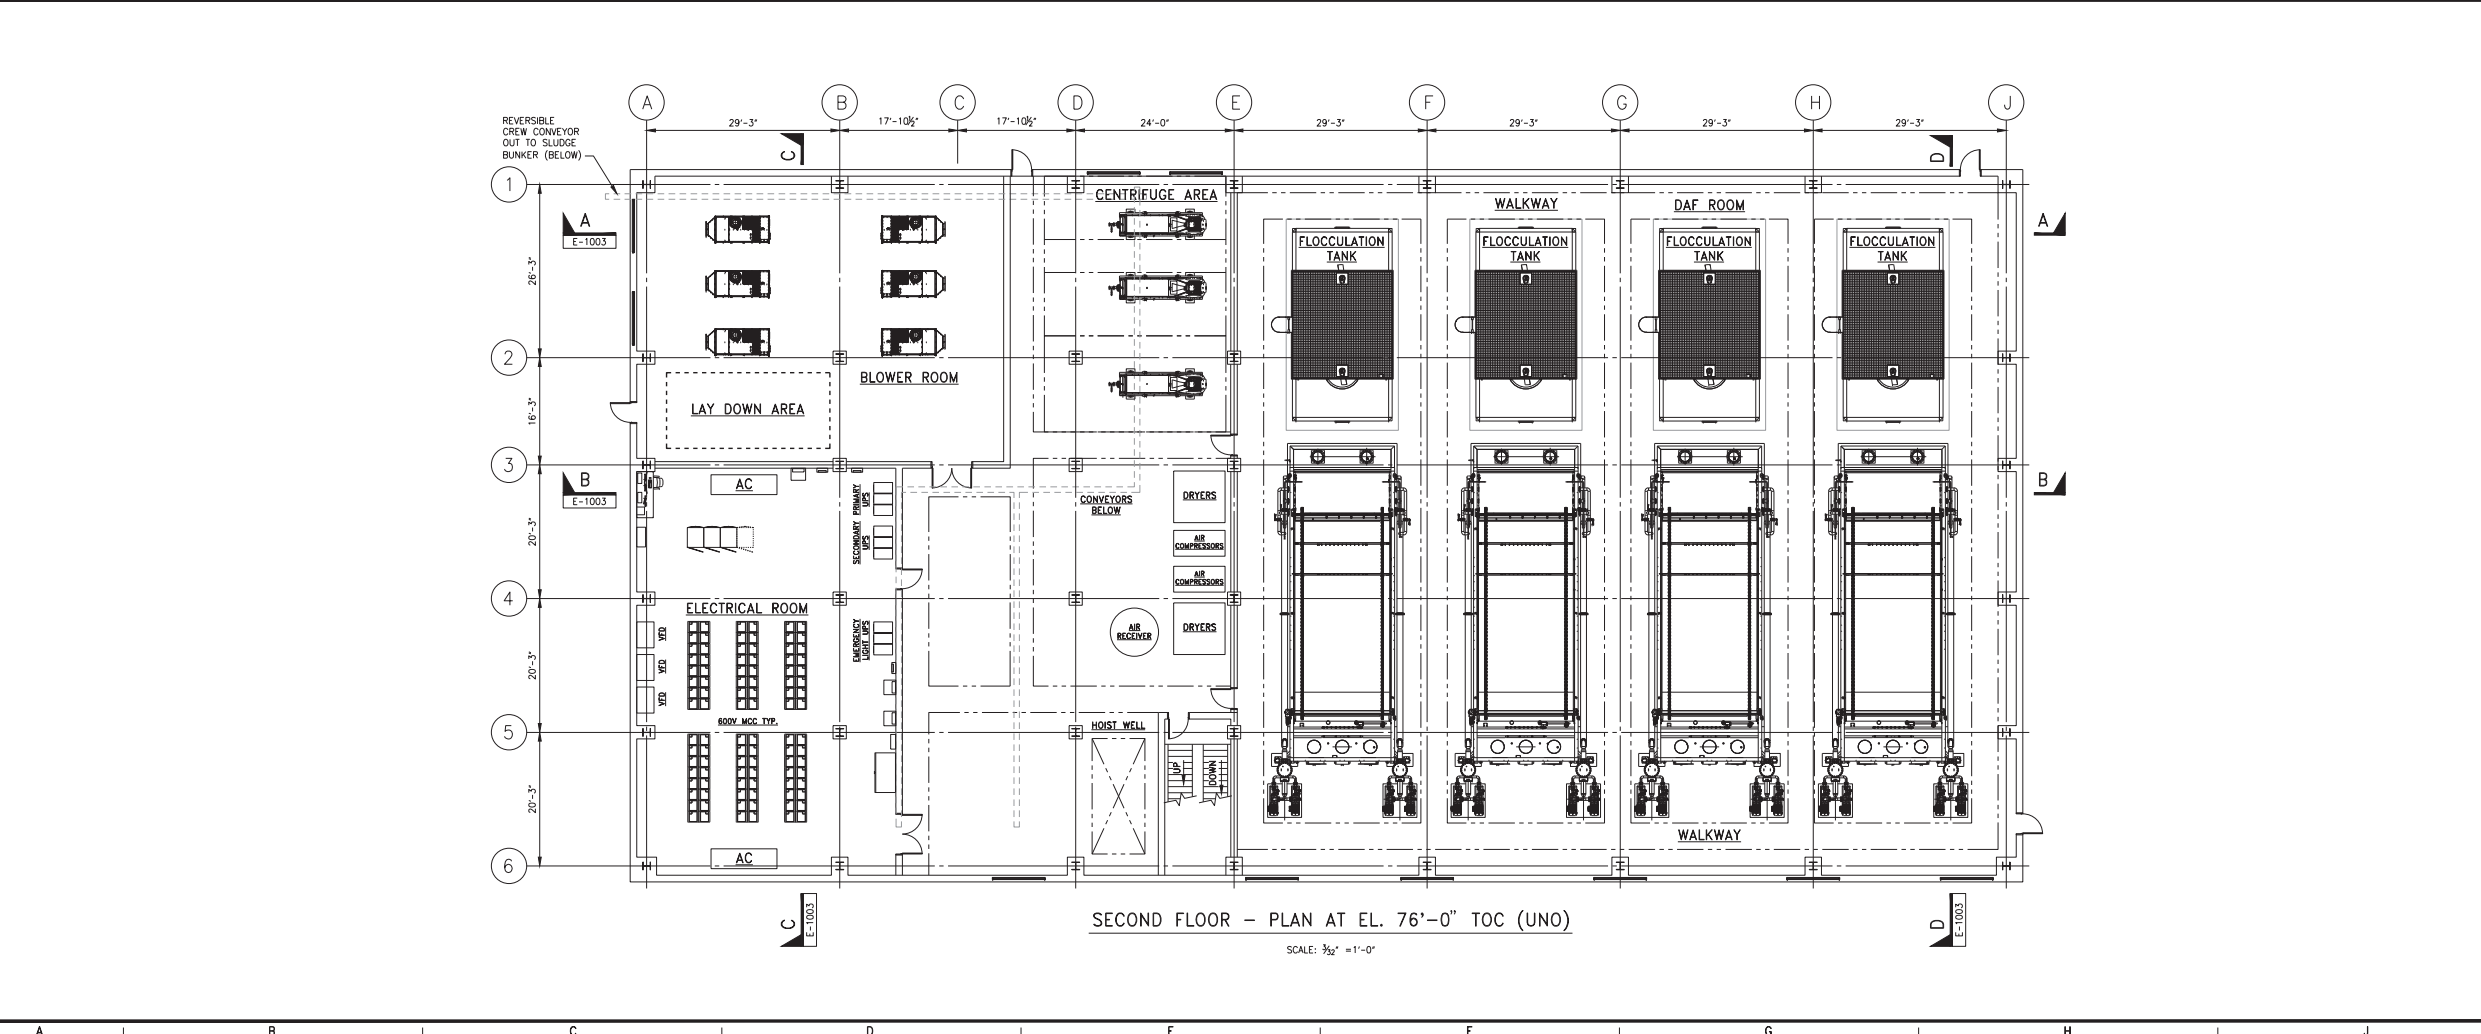 A B C D E F G H J
29'-3" 17'-10½" 17'-10½" 24'-0" 29'-3" 29'-3" 29'-3" 29'-3"
REVERSIBLE
CREW CONVEYOR
OUT TO SLUDGE
BUNKER (BELOW)
C
D
1
CENTRIFUGE AREA
WALKWAY
DAF ROOM
A
E-1003
A
FLOCCULATION
TANK
FLOCCULATION
TANK
FLOCCULATION
TANK
FLOCCULATION
TANK
26'-3"
2
BLOWER ROOM
LAY DOWN AREA
16'-3"
3
B
E-1003
B
AC
PRIMARY
UPS
CONVEYORS
BELOW
DRYERS
SECONDARY
UPS
20'-3"
AIR
COMPRESSORS
AIR
COMPRESSORS
4
ELECTRICAL ROOM
VFD
VFD
VFD
EMERGENCY
LIGHT UPS
AIR
RECEIVER
DRYERS
20'-3"
600V MCC TYP.
HOIST WELL
5
UP
DOWN
20'-3"
WALKWAY
AC
6
C
E-1003
D
E-1003
SECOND FLOOR - PLAN AT EL. 76'-0" TOC (UNO)
SCALE: 3/32" =1'-0"
A B C D E F G H J